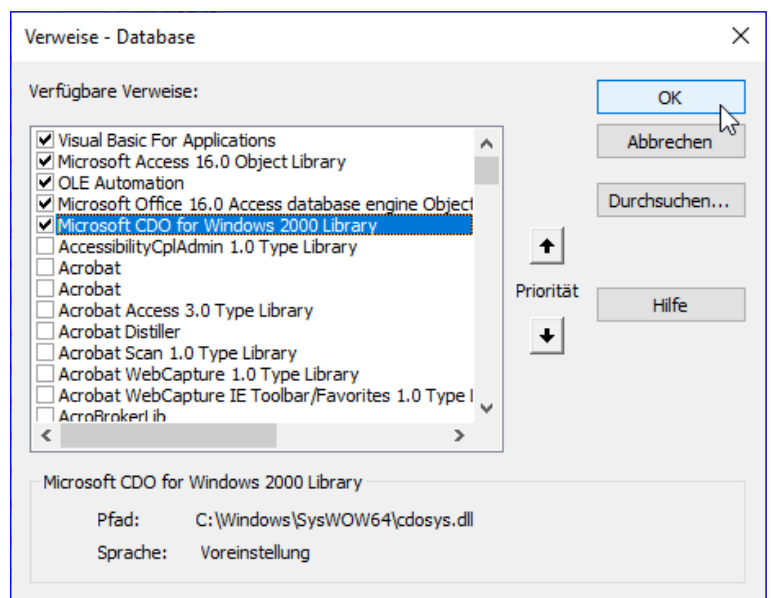 Verweise - Database
Verfügbare Verweise:
OK
Abbrechen
Durchsuchen...
Hilfe
Priorität
Visual Basic For Applications
Microsoft Access 16.0 Object Library
OLE Automation
Microsoft Office 16.0 Access database engine Object
Microsoft CDO for Windows 2000 Library
AccessibilityCplAdmin 1.0 Type Library
Acrobat
Acrobat
Acrobat Access 3.0 Type Library
Acrobat Distiller
Acrobat Scan 1.0 Type Library
Acrobat WebCapture 1.0 Type Library
Acrobat WebCapture IE Toolbar/Favorites 1.0 Type l
AcroBrokerLib
Microsoft CDO for Windows 2000 Library
Pfad: C:\Windows\SysWOW64\cdosys.dll
Sprache: Voreinstellung